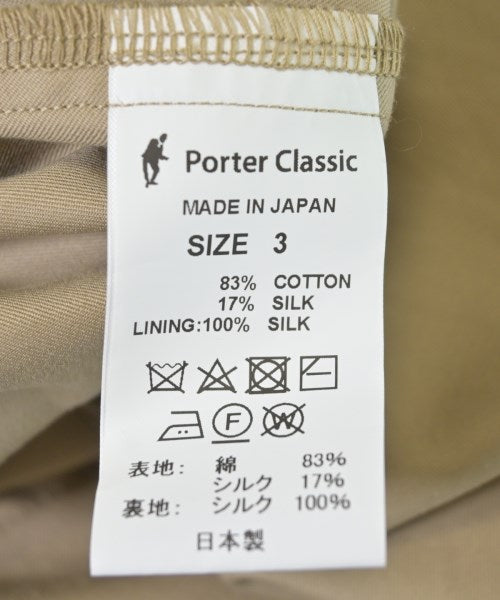 Porter Classic
MADE IN JAPAN
SIZE 3
83% COTTON
17% SILK
LINING:100% SILK
F W
表地: 綿 83%
シルク 17%
裏地: シルク 100%
日本製